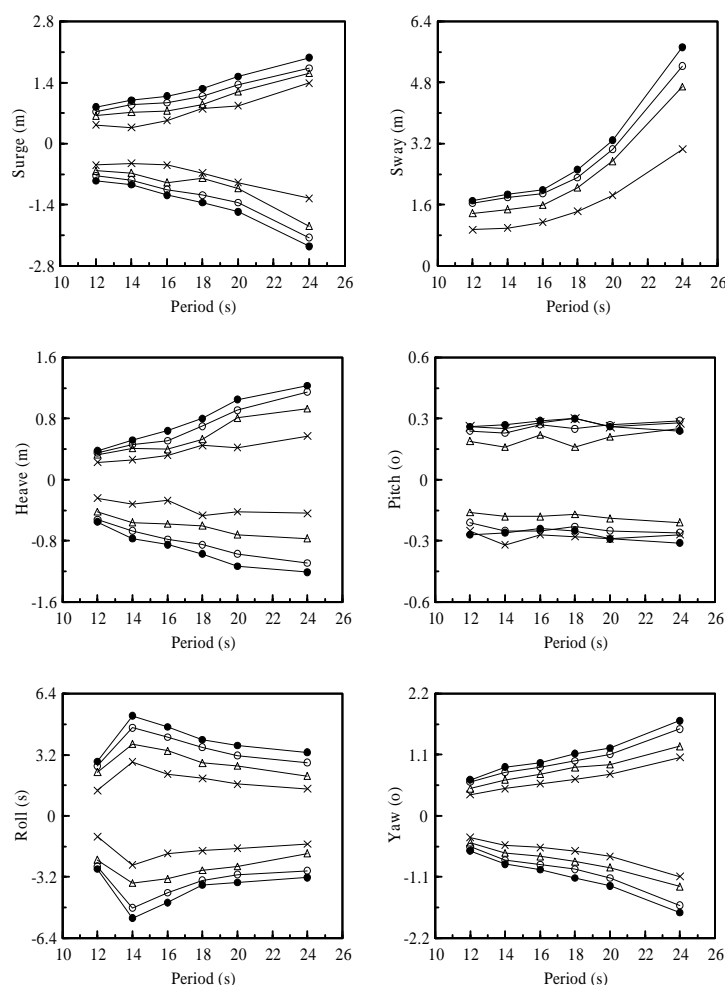 2.8
1.4
0
-1.4
-2.8
Surge (m)
10 12 14 16 18 20 22 24 26
Period (s)
6.4
4.8
3.2
1.6
0
Sway (m)
10 12 14 16 18 20 22 24 26
Period (s)
1.6
0.8
0
-0.8
-1.6
Heave (m)
10 12 14 16 18 20 22 24 26
Period (s)
0.6
0.3
0
-0.3
-0.6
Pitch (o)
10 12 14 16 18 20 22 24 26
Period (s)
6.4
3.2
0
-3.2
-6.4
Roll (s)
10 12 14 16 18 20 22 24 26
Period (s)
2.2
1.1
0
-1.1
-2.2
Yaw (o)
10 12 14 16 18 20 22 24 26
Period (s)